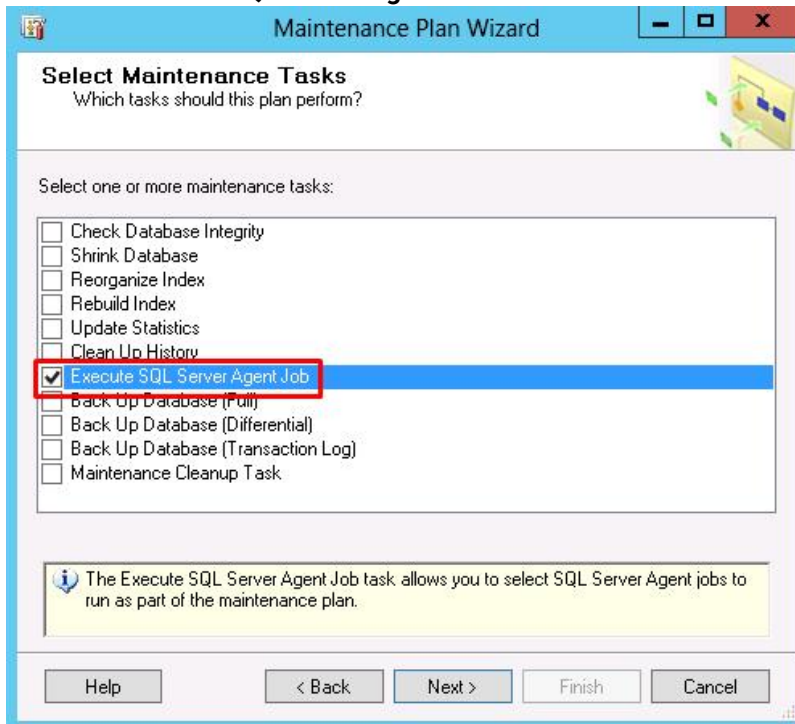 Maintenance Plan Wizard
Select Maintenance Tasks
Which tasks should this plan perform?
Select one or more maintenance tasks:
Check Database Integrity
Shrink Database
Reorganize Index
Rebuild Index
Update Statistics
Clean Up History
Execute SQL Server Agent Job
Back Up Database (Full)
Back Up Database (Differential)
Back Up Database (Transaction Log)
Maintenance Cleanup Task
The Execute SQL Server Agent Job task allows you to select SQL Server Agent jobs to
run as part of the maintenance plan.
Help < Back Next > Finish Cancel